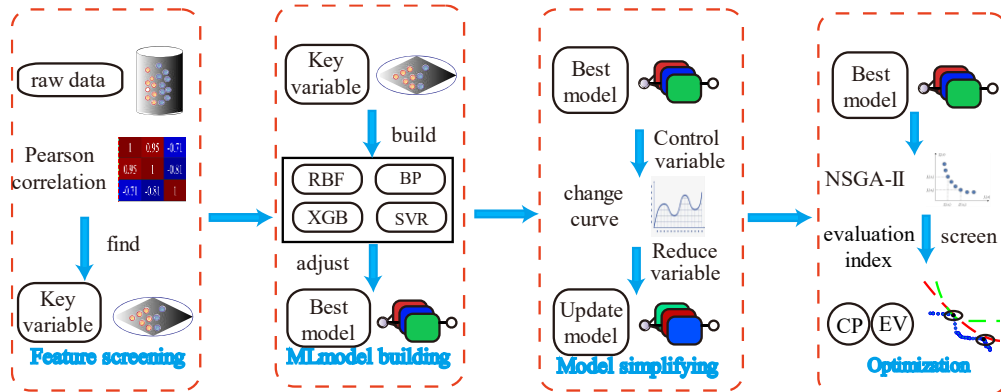 raw data
Pearson
correlation
1 0.95 -0.71
0.95 1 -0.81
-0.71 -0.81 1
find
Key
variable
Feature screening
Key
variable
build
RBF BP
XGB SVR
adjust
Best
model
MLmodel building
Best
model
Control
variable
change
curve
Reduce
variable
Update
model
Model simplifying
Best
model
NSGA-II
evaluation
index
screen
CP EV
Optimization